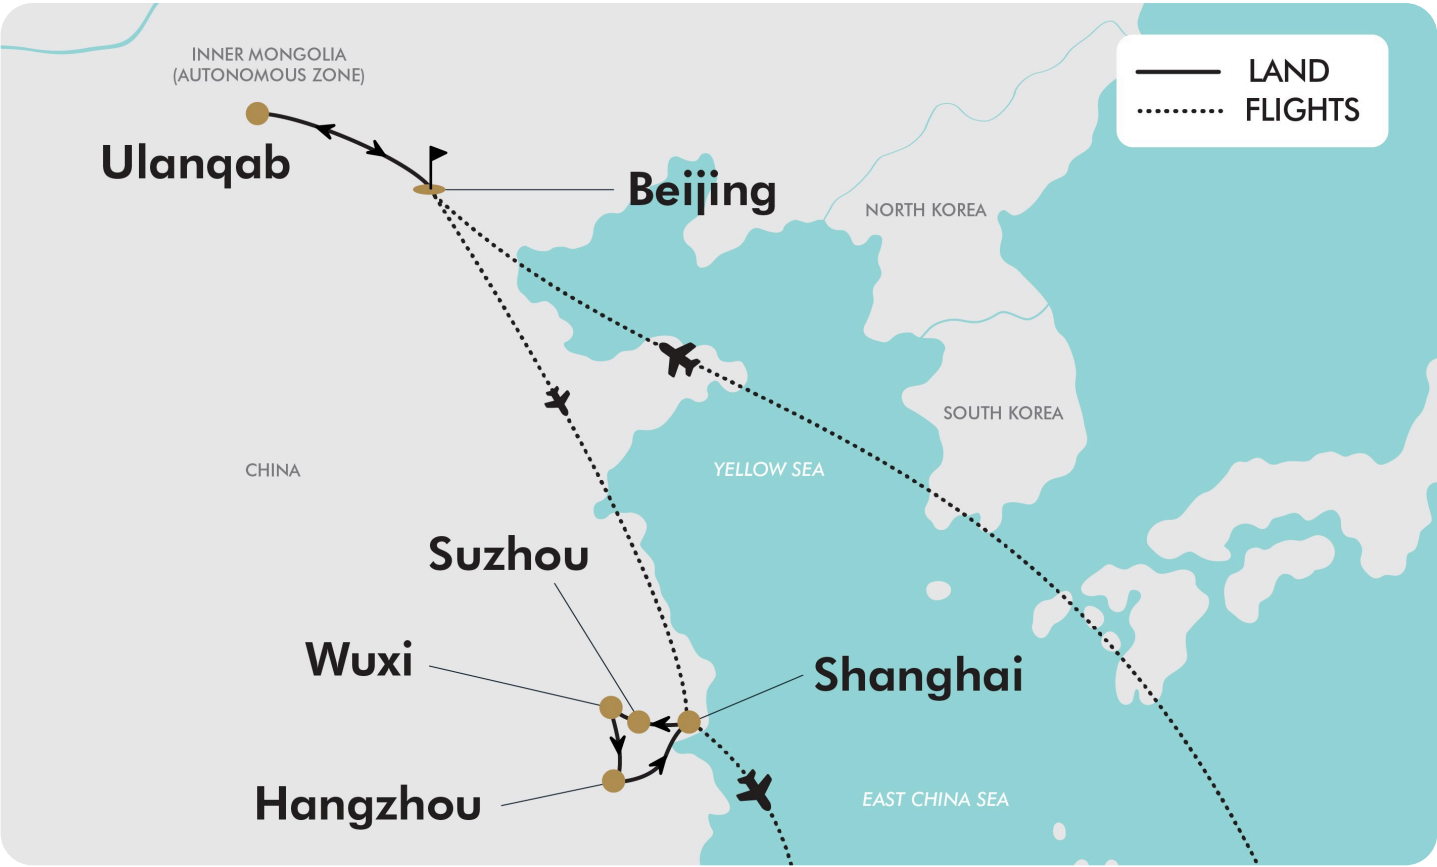 INNER MONGOLIA
(AUTONOMOUS ZONE)
LAND
FLIGHTS
Ulanqab
Beijing
NORTH KOREA
SOUTH KOREA
CHINA
YELLOW SEA
Suzhou
Wuxi
Shanghai
Hangzhou
EAST CHINA SEA